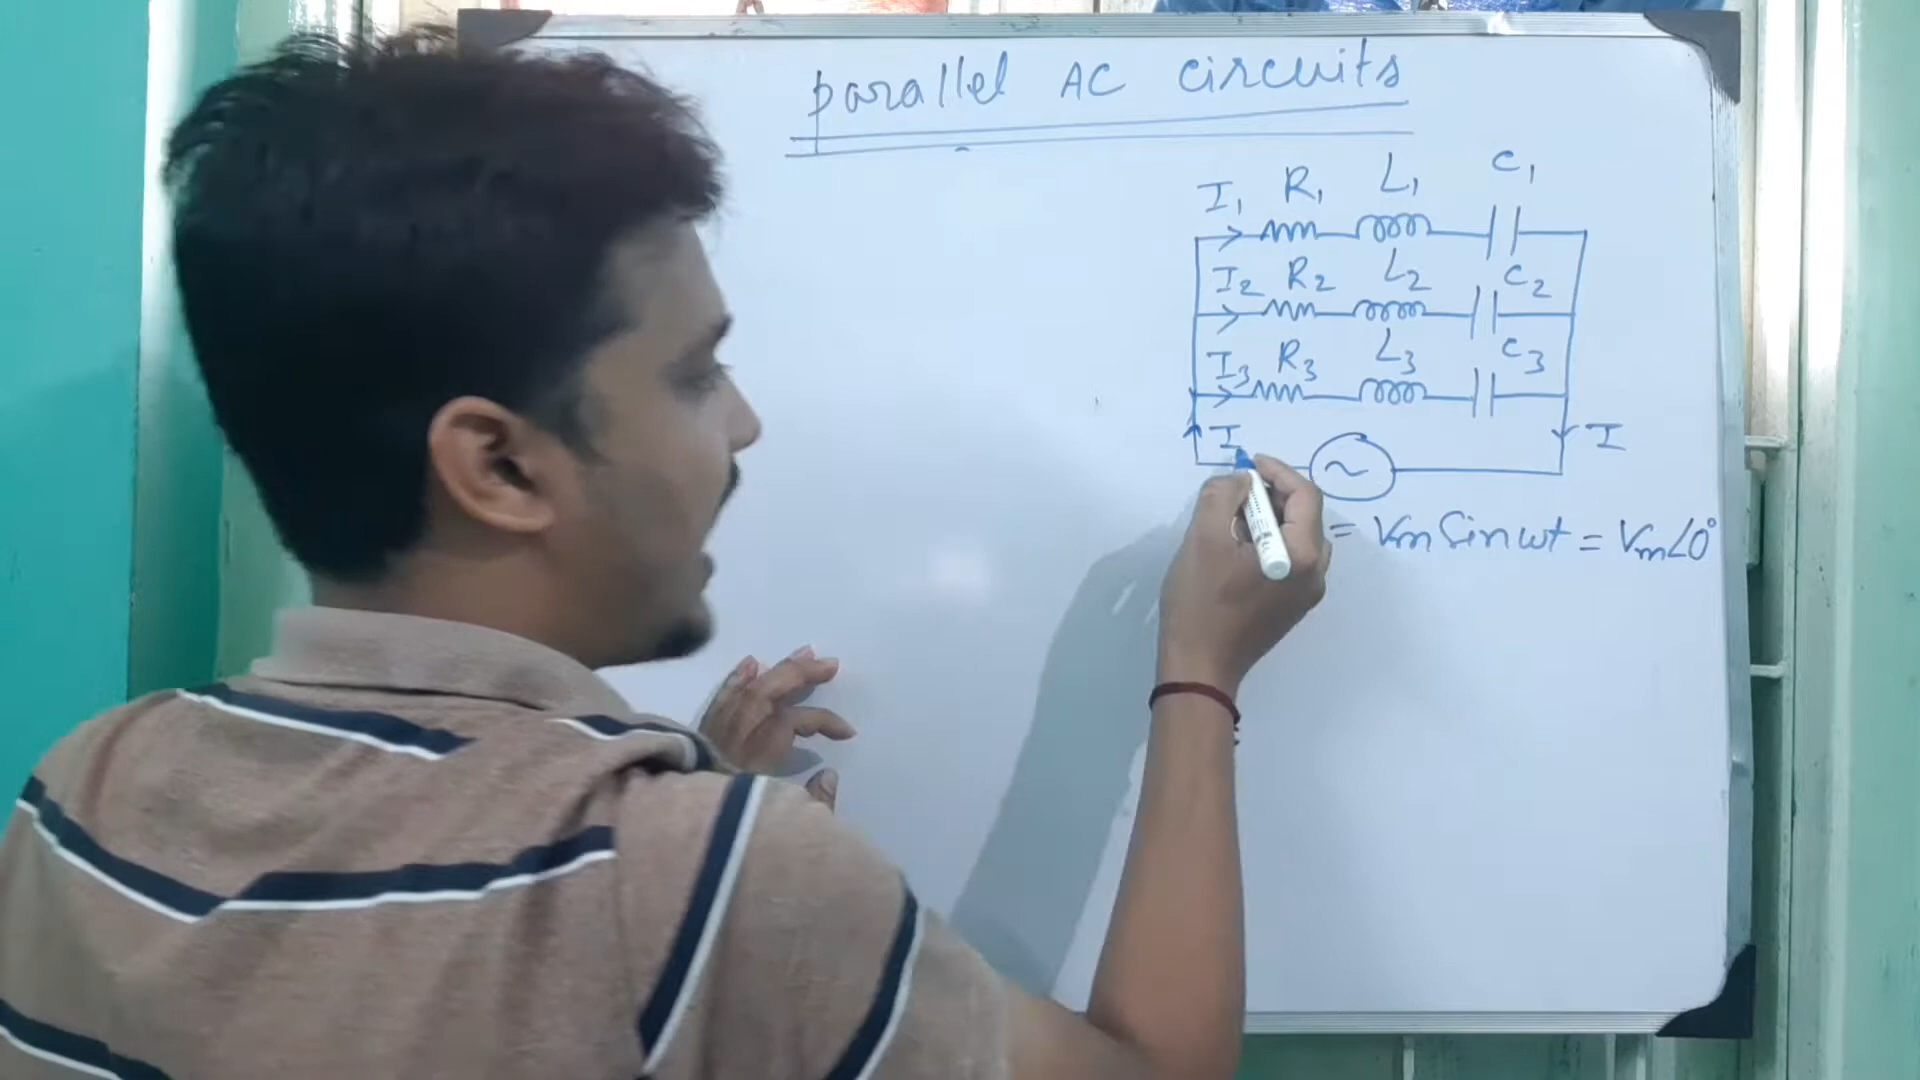 parallel AC circuits
I₁ R₁ L₁ C₁
I₂ R₂ L₂ C₂
I₃ R₃ L₃ C₃
I I
~
= Vm Sin ωt = Vm∠0°